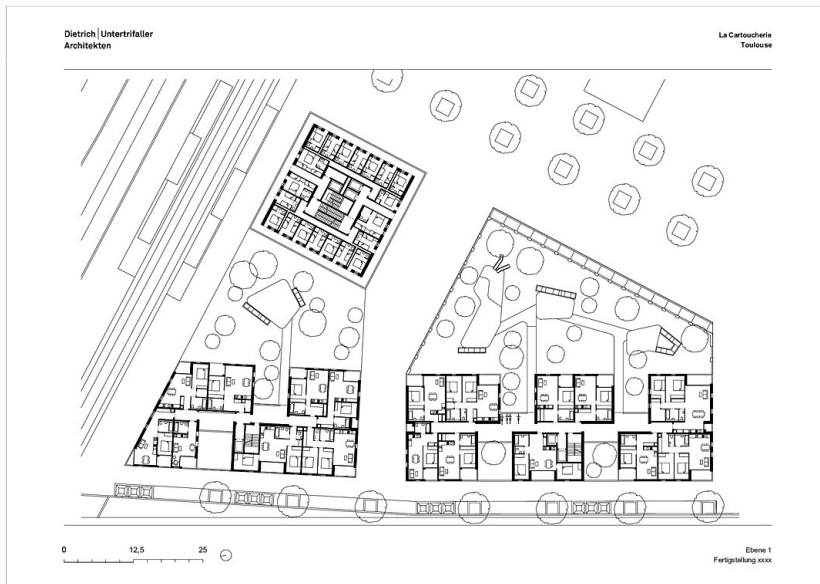 Dietrich | Untertrifaller
Architekten
La Cartoucherie
Toulouse
0 12,5 25
Ebene 1
Fertigstellung xxxx